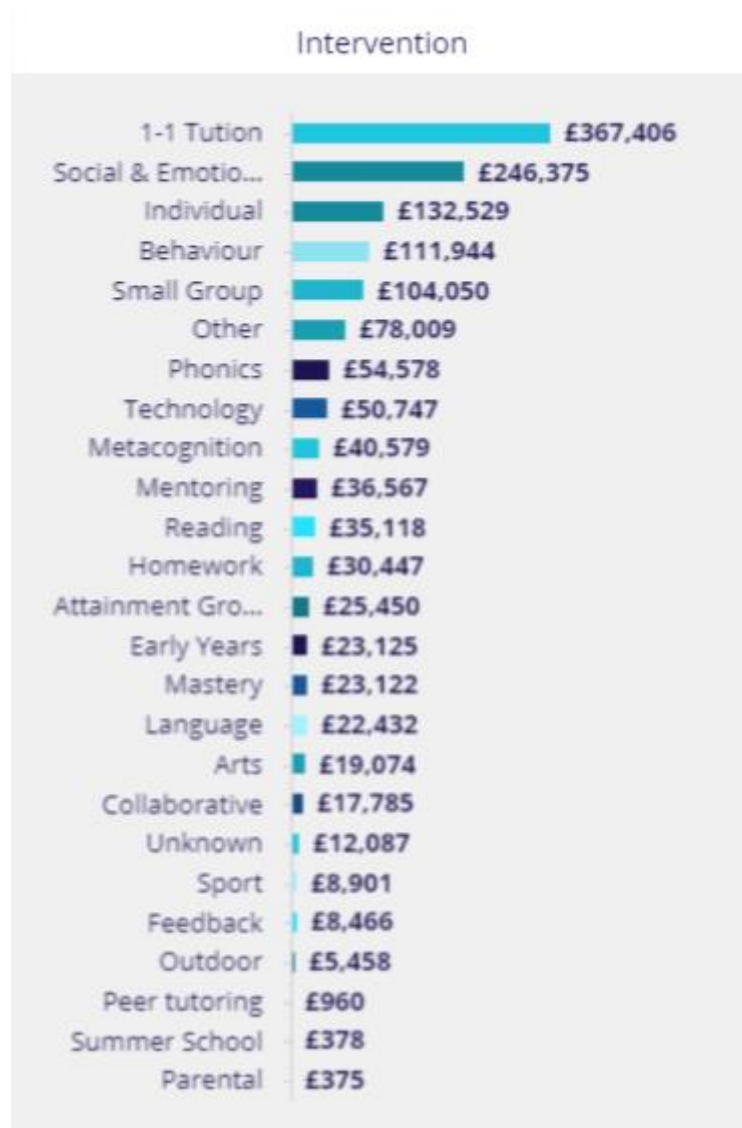 Intervention
1-1 Tution £367,406
Social & Emotio... £246,375
Individual £132,529
Behaviour £111,944
Small Group £104,050
Other £78,009
Phonics £54,578
Technology £50,747
Metacognition £40,579
Mentoring £36,567
Reading £35,118
Homework £30,447
Attainment Gro... £25,450
Early Years £23,125
Mastery £23,122
Language £22,432
Arts £19,074
Collaborative £17,785
Unknown £12,087
Sport £8,901
Feedback £8,466
Outdoor £5,458
Peer tutoring £960
Summer School £378
Parental £375